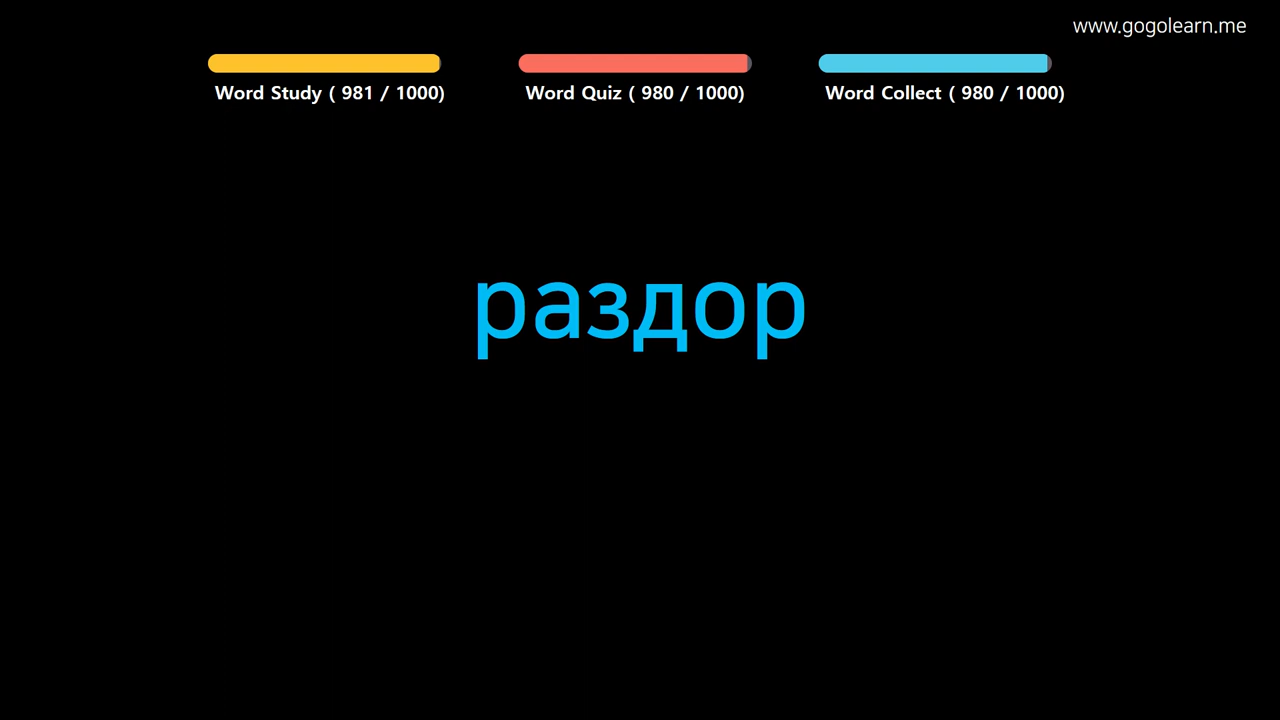 www.gogolearn.me
Word Study ( 981 / 1000)
Word Quiz ( 980 / 1000)
Word Collect ( 980 / 1000)
раздор